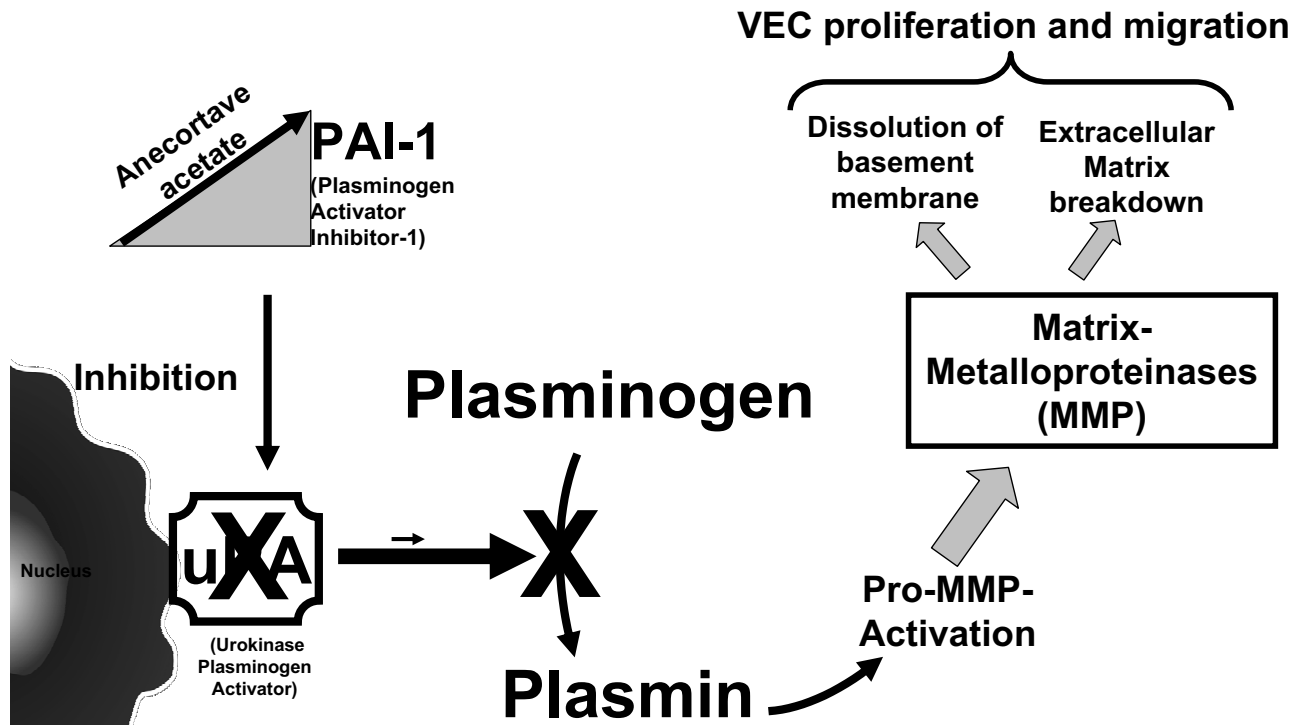 VEC proliferation and migration
Dissolution of
basement
membrane
Extracellular
Matrix
breakdown
Anecortave
acetate
PAI-1
(Plasminogen
Activator
Inhibitor-1)
Matrix-
Metalloproteinases
(MMP)
Inhibition
Plasminogen
Nucleus
uPA
X
X
(Urokinase
Plasminogen
Activator)
Pro-MMP-
Activation
Plasmin